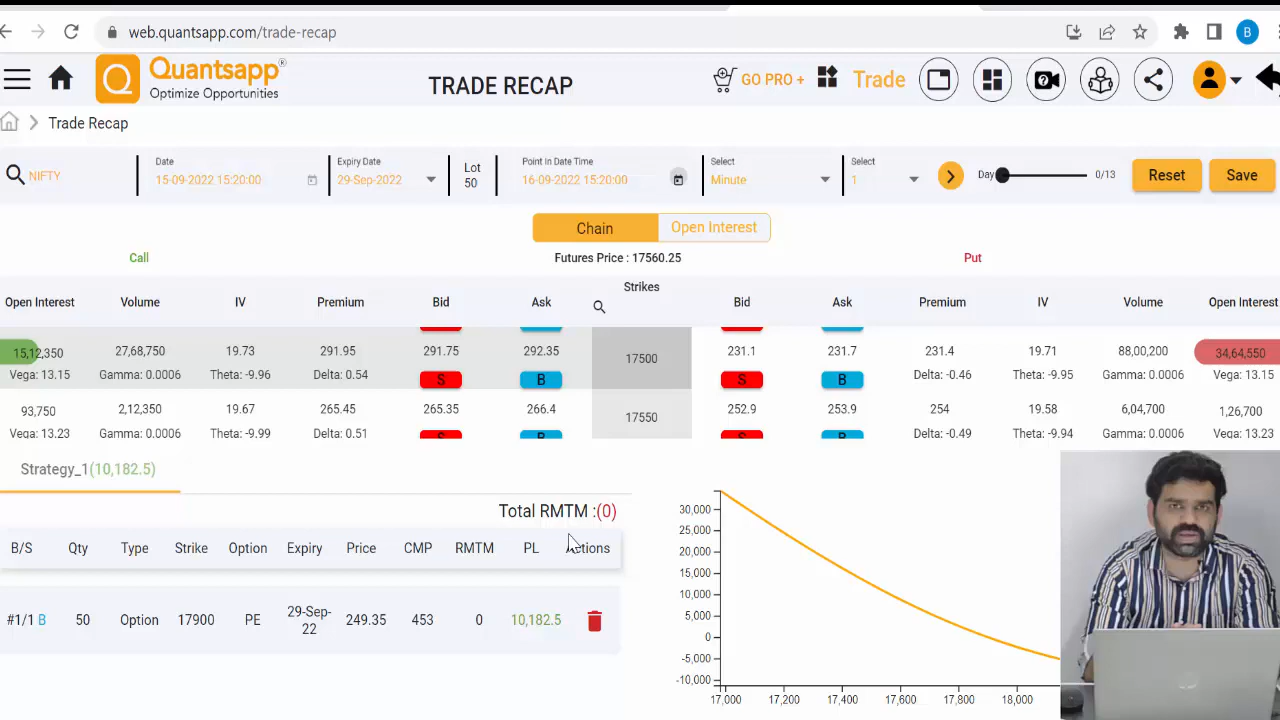 web.quantsapp.com/trade-recap
B
Quantsapp®
Optimize Opportunities
TRADE RECAP
GO PRO +
Trade
Trade Recap
NIFTY
Date
15-09-2022 15:20:00
Expiry Date
29-Sep-2022
Lot
50
Point In Date Time
16-09-2022 15:20:00
Select
Minute
Select
1
Day
0/13
Reset
Save
Chain
Open Interest
Call
Futures Price : 17560.25
Put
Open Interest Volume IV Premium Bid Ask Strikes Bid Ask Premium IV Volume Open Interest
15,12,350 27,68,750 19.73 291.95 291.75 292.35 17500 231.1 231.7 231.4 19.71 88,00,200 34,64,550
Vega: 13.15 Gamma: 0.0006 Theta: -9.96 Delta: 0.54 S B S B Delta: -0.46 Theta: -9.95 Gamma: 0.0006 Vega: 13.15
93,750 2,12,350 19.67 265.45 265.35 266.4 17550 252.9 253.9 254 19.58 6,04,700 1,26,700
Vega: 13.23 Gamma: 0.0006 Theta: -9.99 Delta: 0.51 S B S B Delta: -0.49 Theta: -9.94 Gamma: 0.0006 Vega: 13.23
Strategy_1(10,182.5)
Total RMTM :(0)
B/S Qty Type Strike Option Expiry Price CMP RMTM PL Actions
#1/1 B 50 Option 17900 PE 29-Sep-22 249.35 453 0 10,182.5
30,000
25,000
20,000
15,000
10,000
5,000
0
-5,000
-10,000
17,000 17,200 17,400 17,600 17,800 18,000